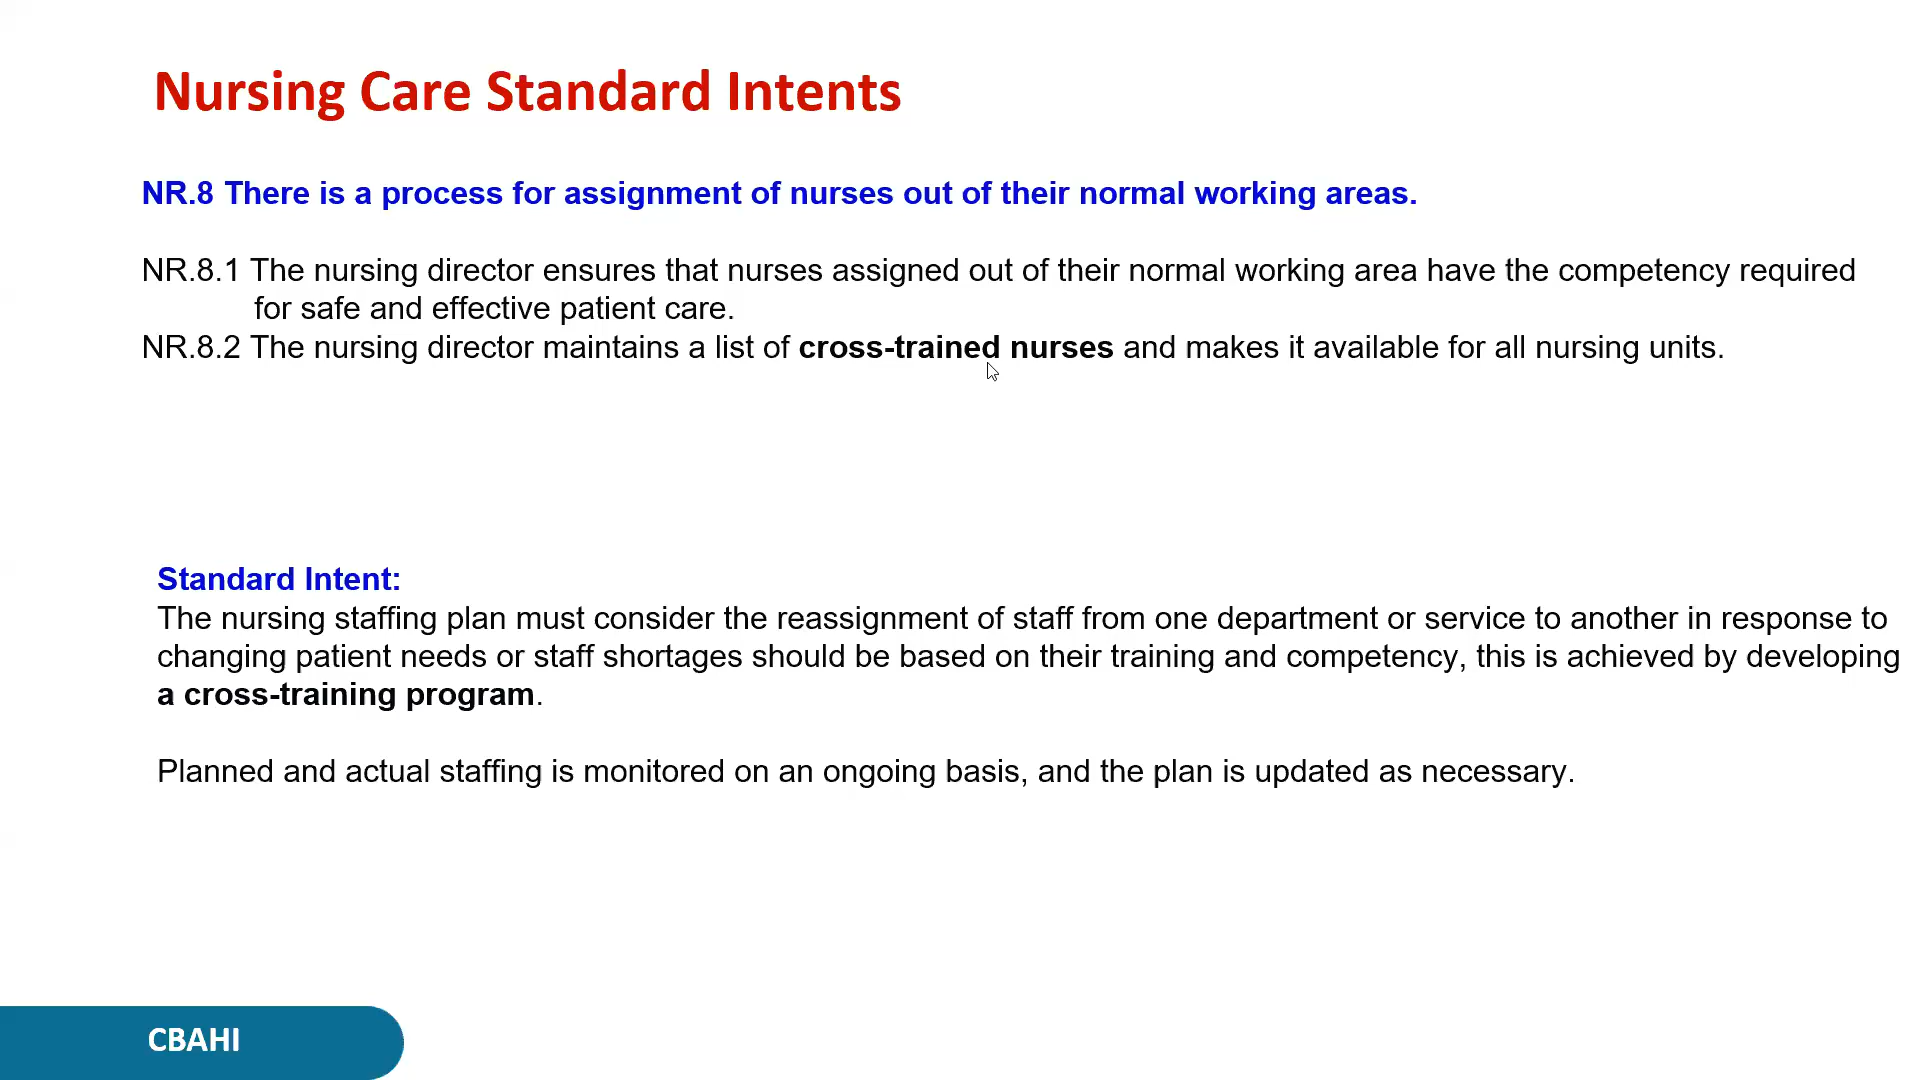 Nursing Care Standard Intents
NR.8 There is a process for assignment of nurses out of their normal working areas.
NR.8.1 The nursing director ensures that nurses assigned out of their normal working area have the competency required
for safe and effective patient care.
NR.8.2 The nursing director maintains a list of cross-trained nurses and makes it available for all nursing units.
Standard Intent:
The nursing staffing plan must consider the reassignment of staff from one department or service to another in response to
changing patient needs or staff shortages should be based on their training and competency, this is achieved by developing
a cross-training program.
Planned and actual staffing is monitored on an ongoing basis, and the plan is updated as necessary.
CBAHI